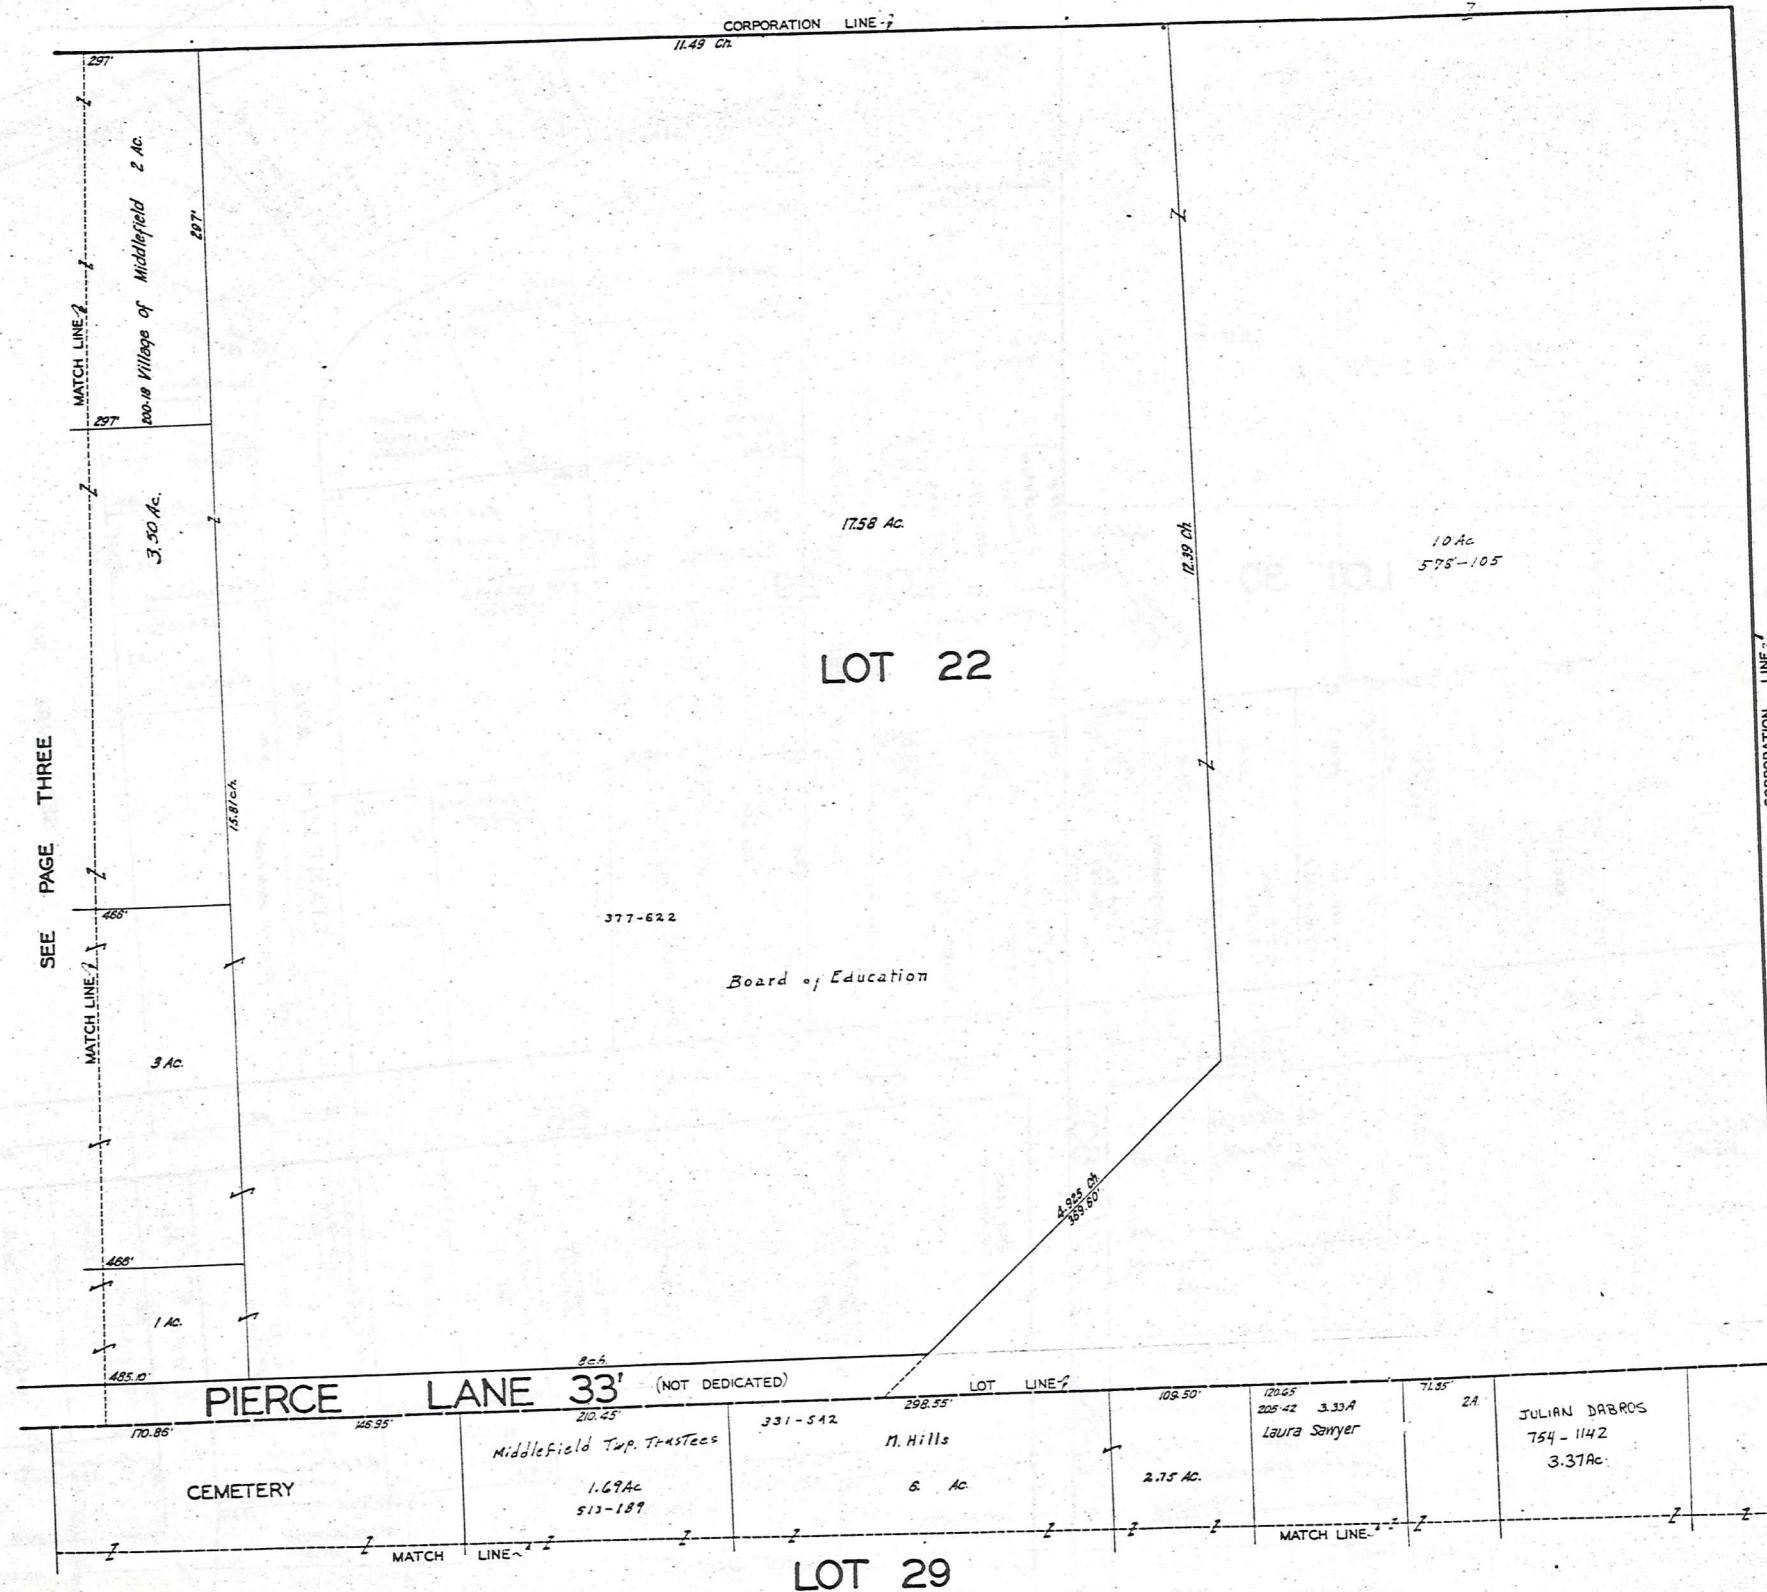 CORPORATION LINE
11.49 Ch.
297'
200-18 Village of Middlefield 2 Ac.
297'
MATCH LINE
297'
3.50 Ac.
17.58 Ac.
12.39 Ch.
10 Ac
578-105
LOT 22
CORPORATION LINE
SEE PAGE THREE
15.81 ch.
466'
377-622
Board of Education
MATCH LINE
3 Ac.
4.925 Ch.
466'
1 Ac.
8 ch.
485.10'
PIERCE LANE 33' (NOT DEDICATED)
LOT LINE
170.86'
146.95'
210.45'
331-542
298.55'
109.50'
120.65
71.35'
205-42 3.33A
Laura Sawyer
2A.
JULIAN DABROS
754-1142
3.37Ac.
CEMETERY
Middlefield Twp. Trustees
1.69Ac
513-189
M. Hills
6. Ac.
2.75 AC.
MATCH LINE
MATCH LINE
LOT 29